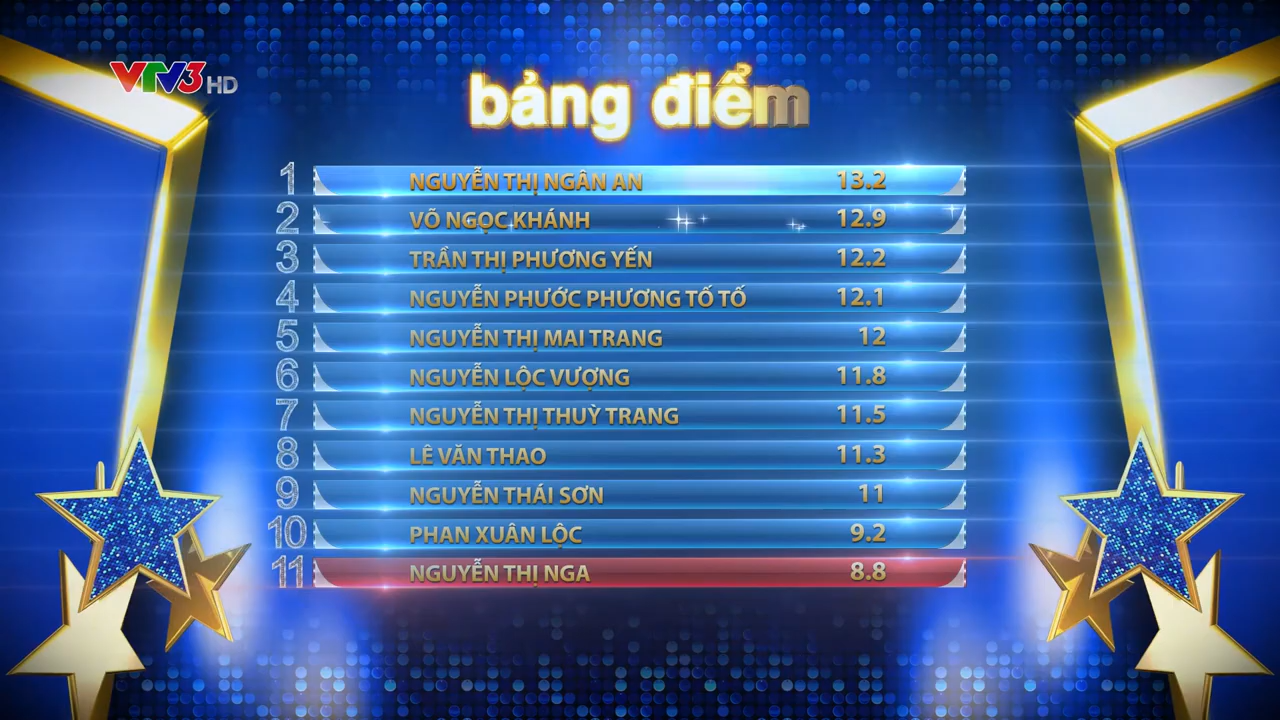 VTV3 HD
bảng điểm
1 NGUYỄN THỊ NGÂN AN 13.2
2 VÕ NGỌC KHÁNH 12.9
3 TRẦN THỊ PHƯƠNG YẾN 12.2
4 NGUYỄN PHƯỚC PHƯƠNG TỐ TỐ 12.1
5 NGUYỄN THỊ MAI TRANG 12
6 NGUYỄN LỘC VƯỢNG 11.8
7 NGUYỄN THỊ THUỲ TRANG 11.5
8 LÊ VĂN THAO 11.3
9 NGUYỄN THÁI SƠN 11
10 PHAN XUÂN LỘC 9.2
11 NGUYỄN THỊ NGA 8.8